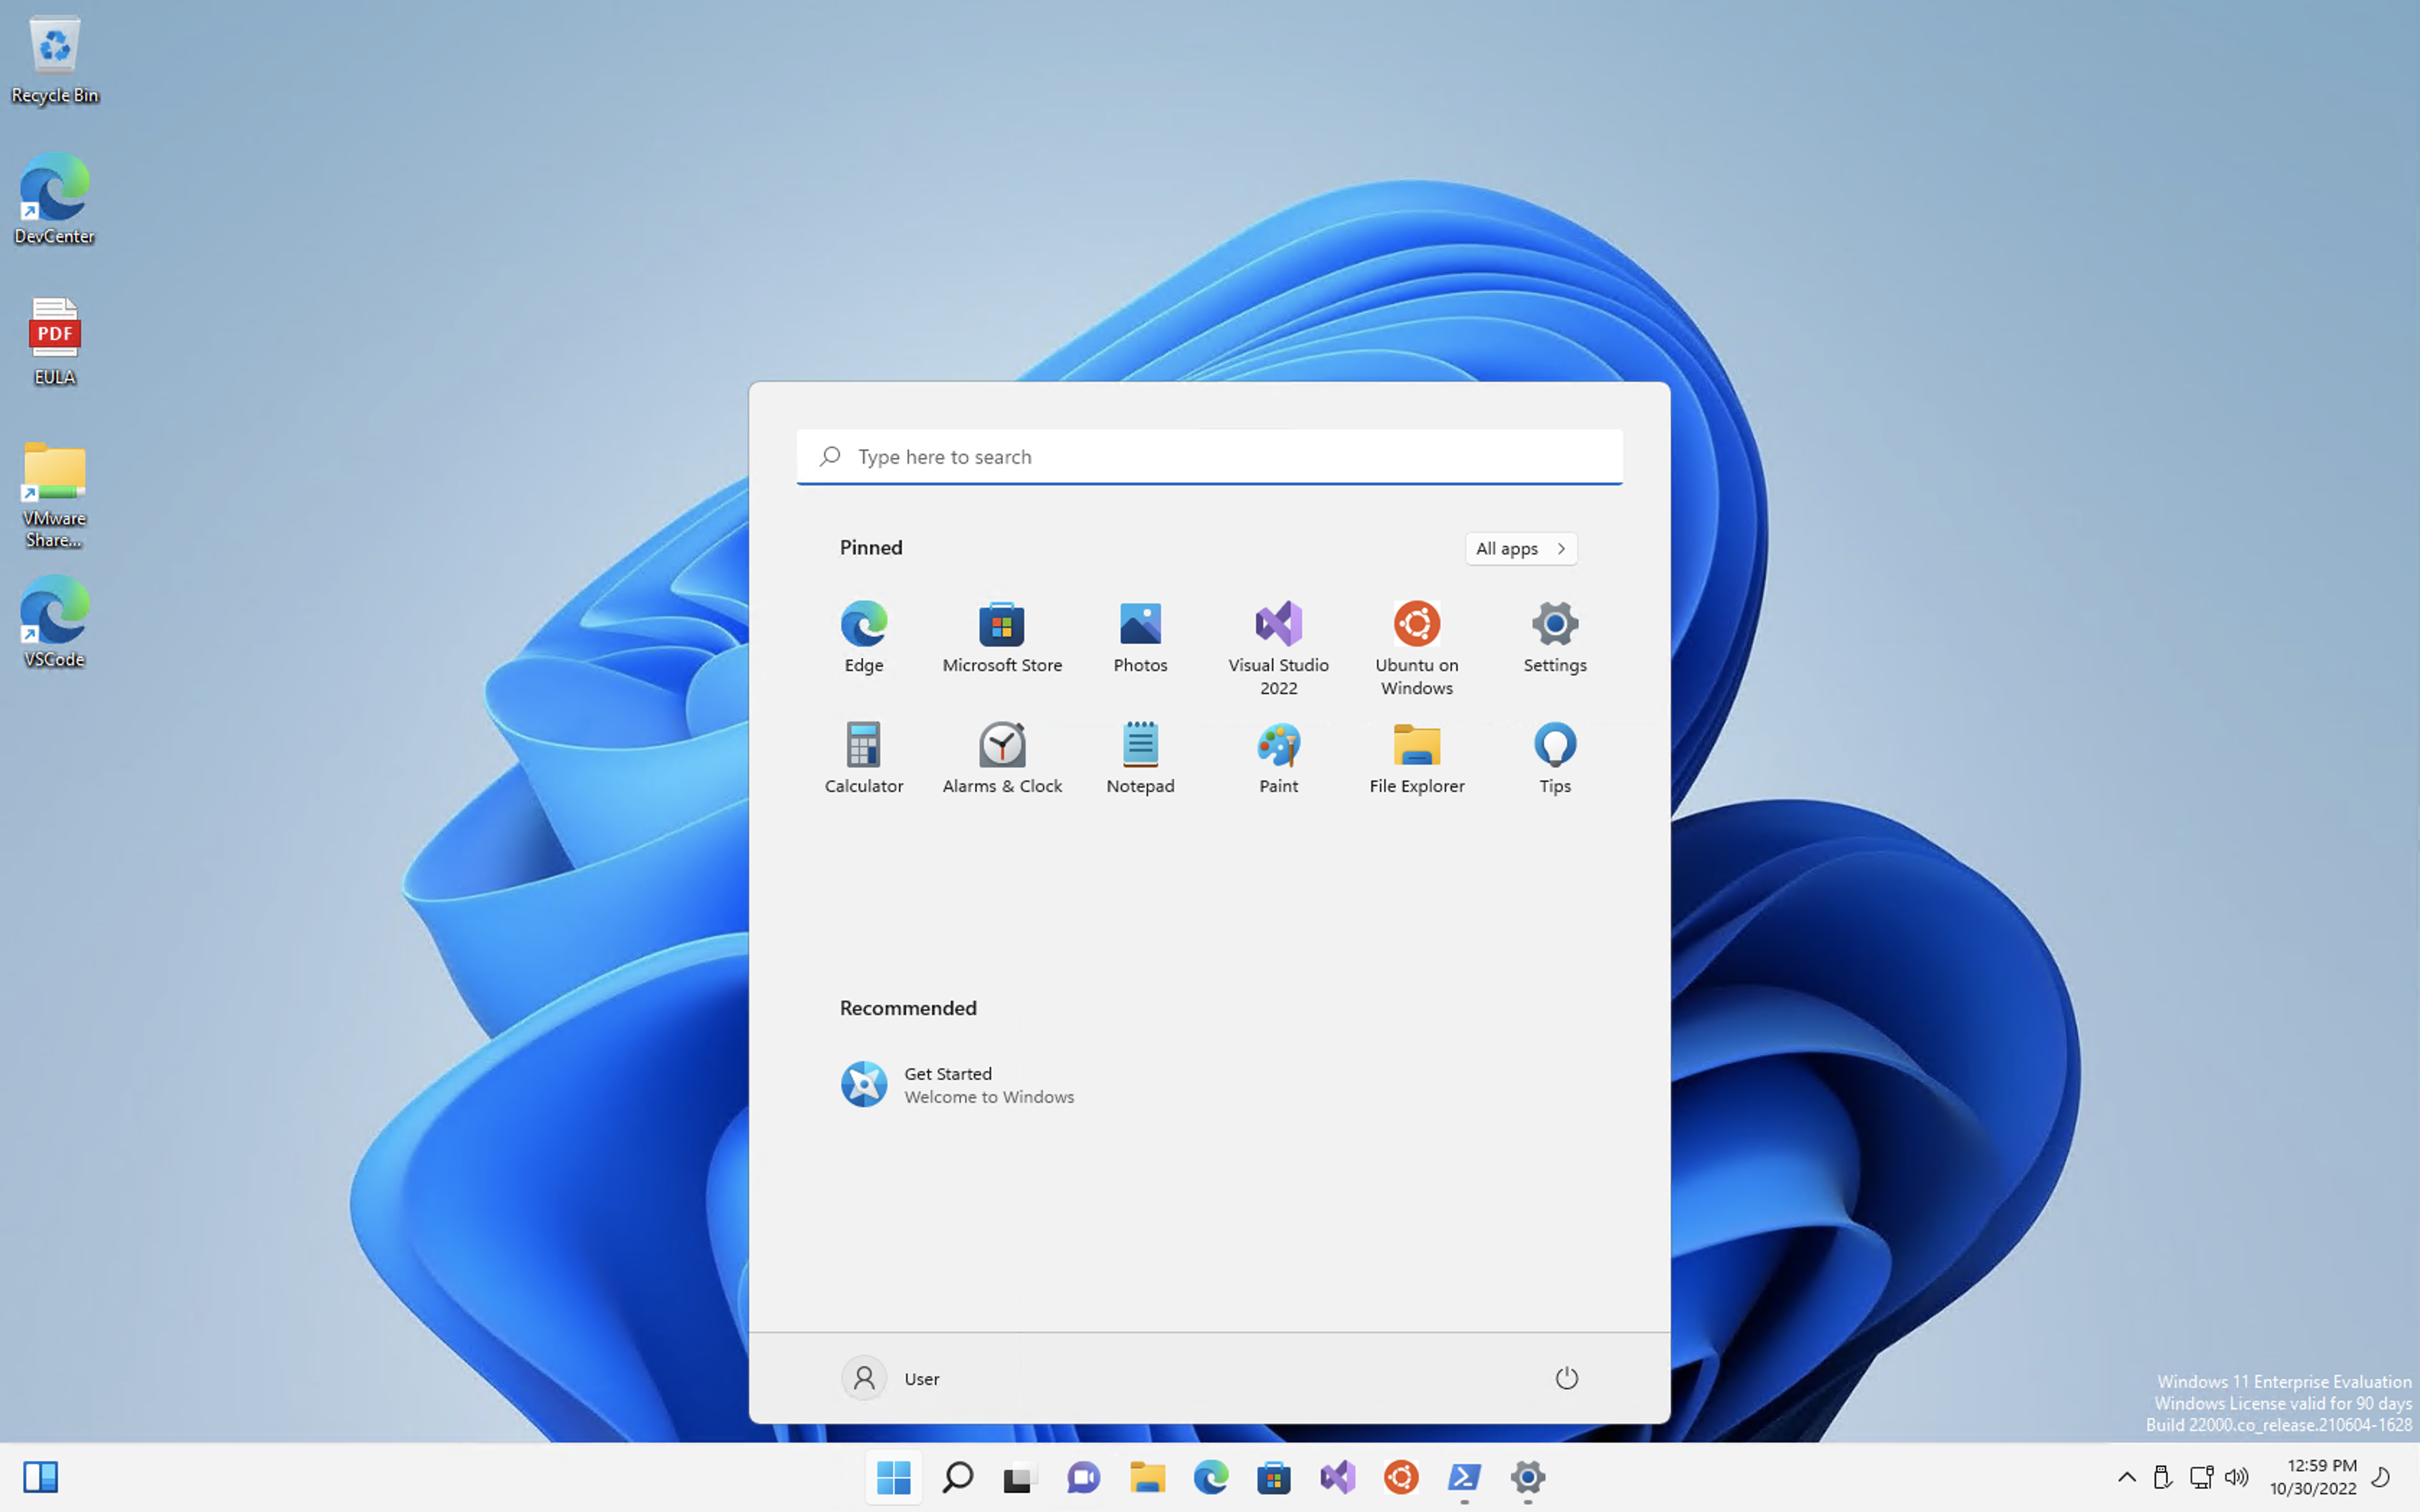 Recycle Bin
DevCenter
PDF
EULA
VMware
Share...
VSCode
Type here to search
Pinned
All apps
Edge
Microsoft Store
Photos
Visual Studio
2022
Ubuntu on
Windows
Settings
Calculator
Alarms & Clock
Notepad
Paint
File Explorer
Tips
Recommended
Get Started
Welcome to Windows
User
Windows 11 Enterprise Evaluation
Windows License valid for 90 days
Build 22000.co_release.210604-1628
12:59 PM
10/30/2022